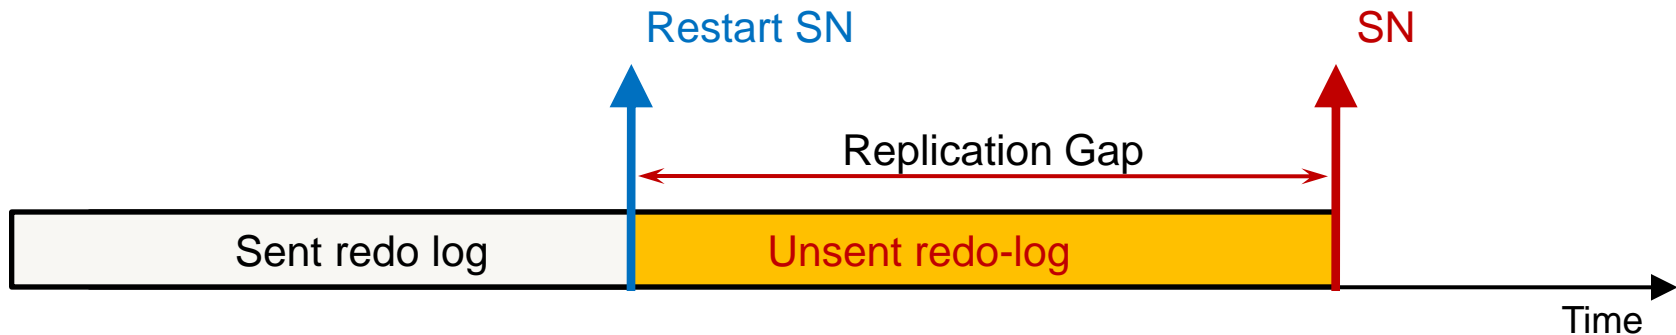 Restart SN
SN
Replication Gap
Sent redo log
Unsent redo-log
Time